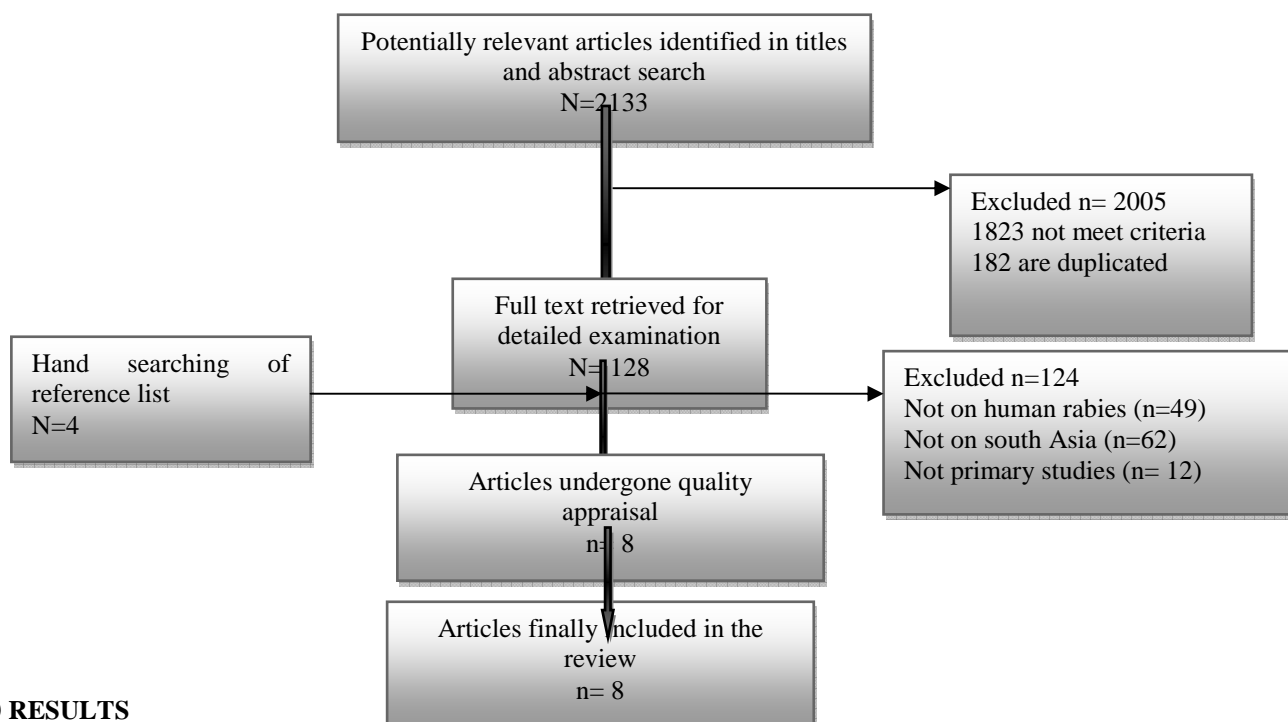 Potentially relevant articles identified in titles
and abstract search
N=2133
Excluded n= 2005
1823 not meet criteria
182 are duplicated
Full text retrieved for
detailed examination
N= 128
Hand searching of
reference list
N=4
Excluded n=124
Not on human rabies (n=49)
Not on south Asia (n=62)
Not primary studies (n= 12)
Articles undergone quality
appraisal
n= 8
Articles finally included in the
review
n= 8
RESULTS